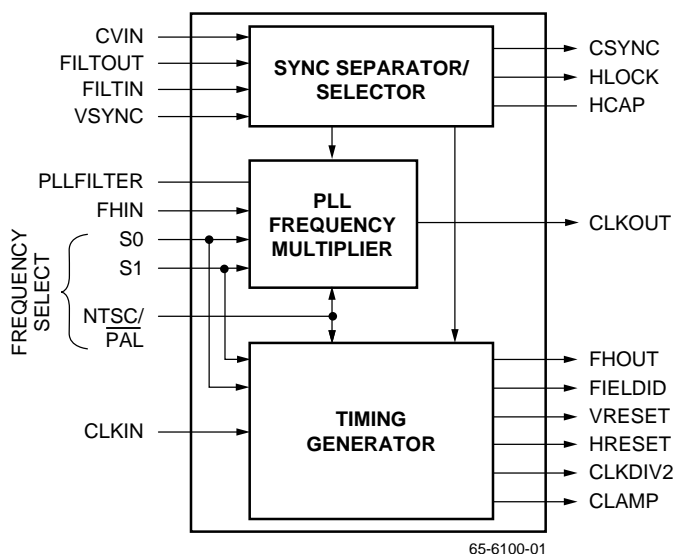 CVIN
FILTOUT
FILTIN
VSYNC
SYNC SEPARATOR/
SELECTOR
CSYNC
HLOCK
HCAP
PLLFILTER
FHIN
S0
S1
FREQUENCY
SELECT
NTSC/
PAL
PLL
FREQUENCY
MULTIPLIER
CLKOUT
CLKIN
TIMING
GENERATOR
FHOUT
FIELDID
VRESET
HRESET
CLKDIV2
CLAMP
65-6100-01